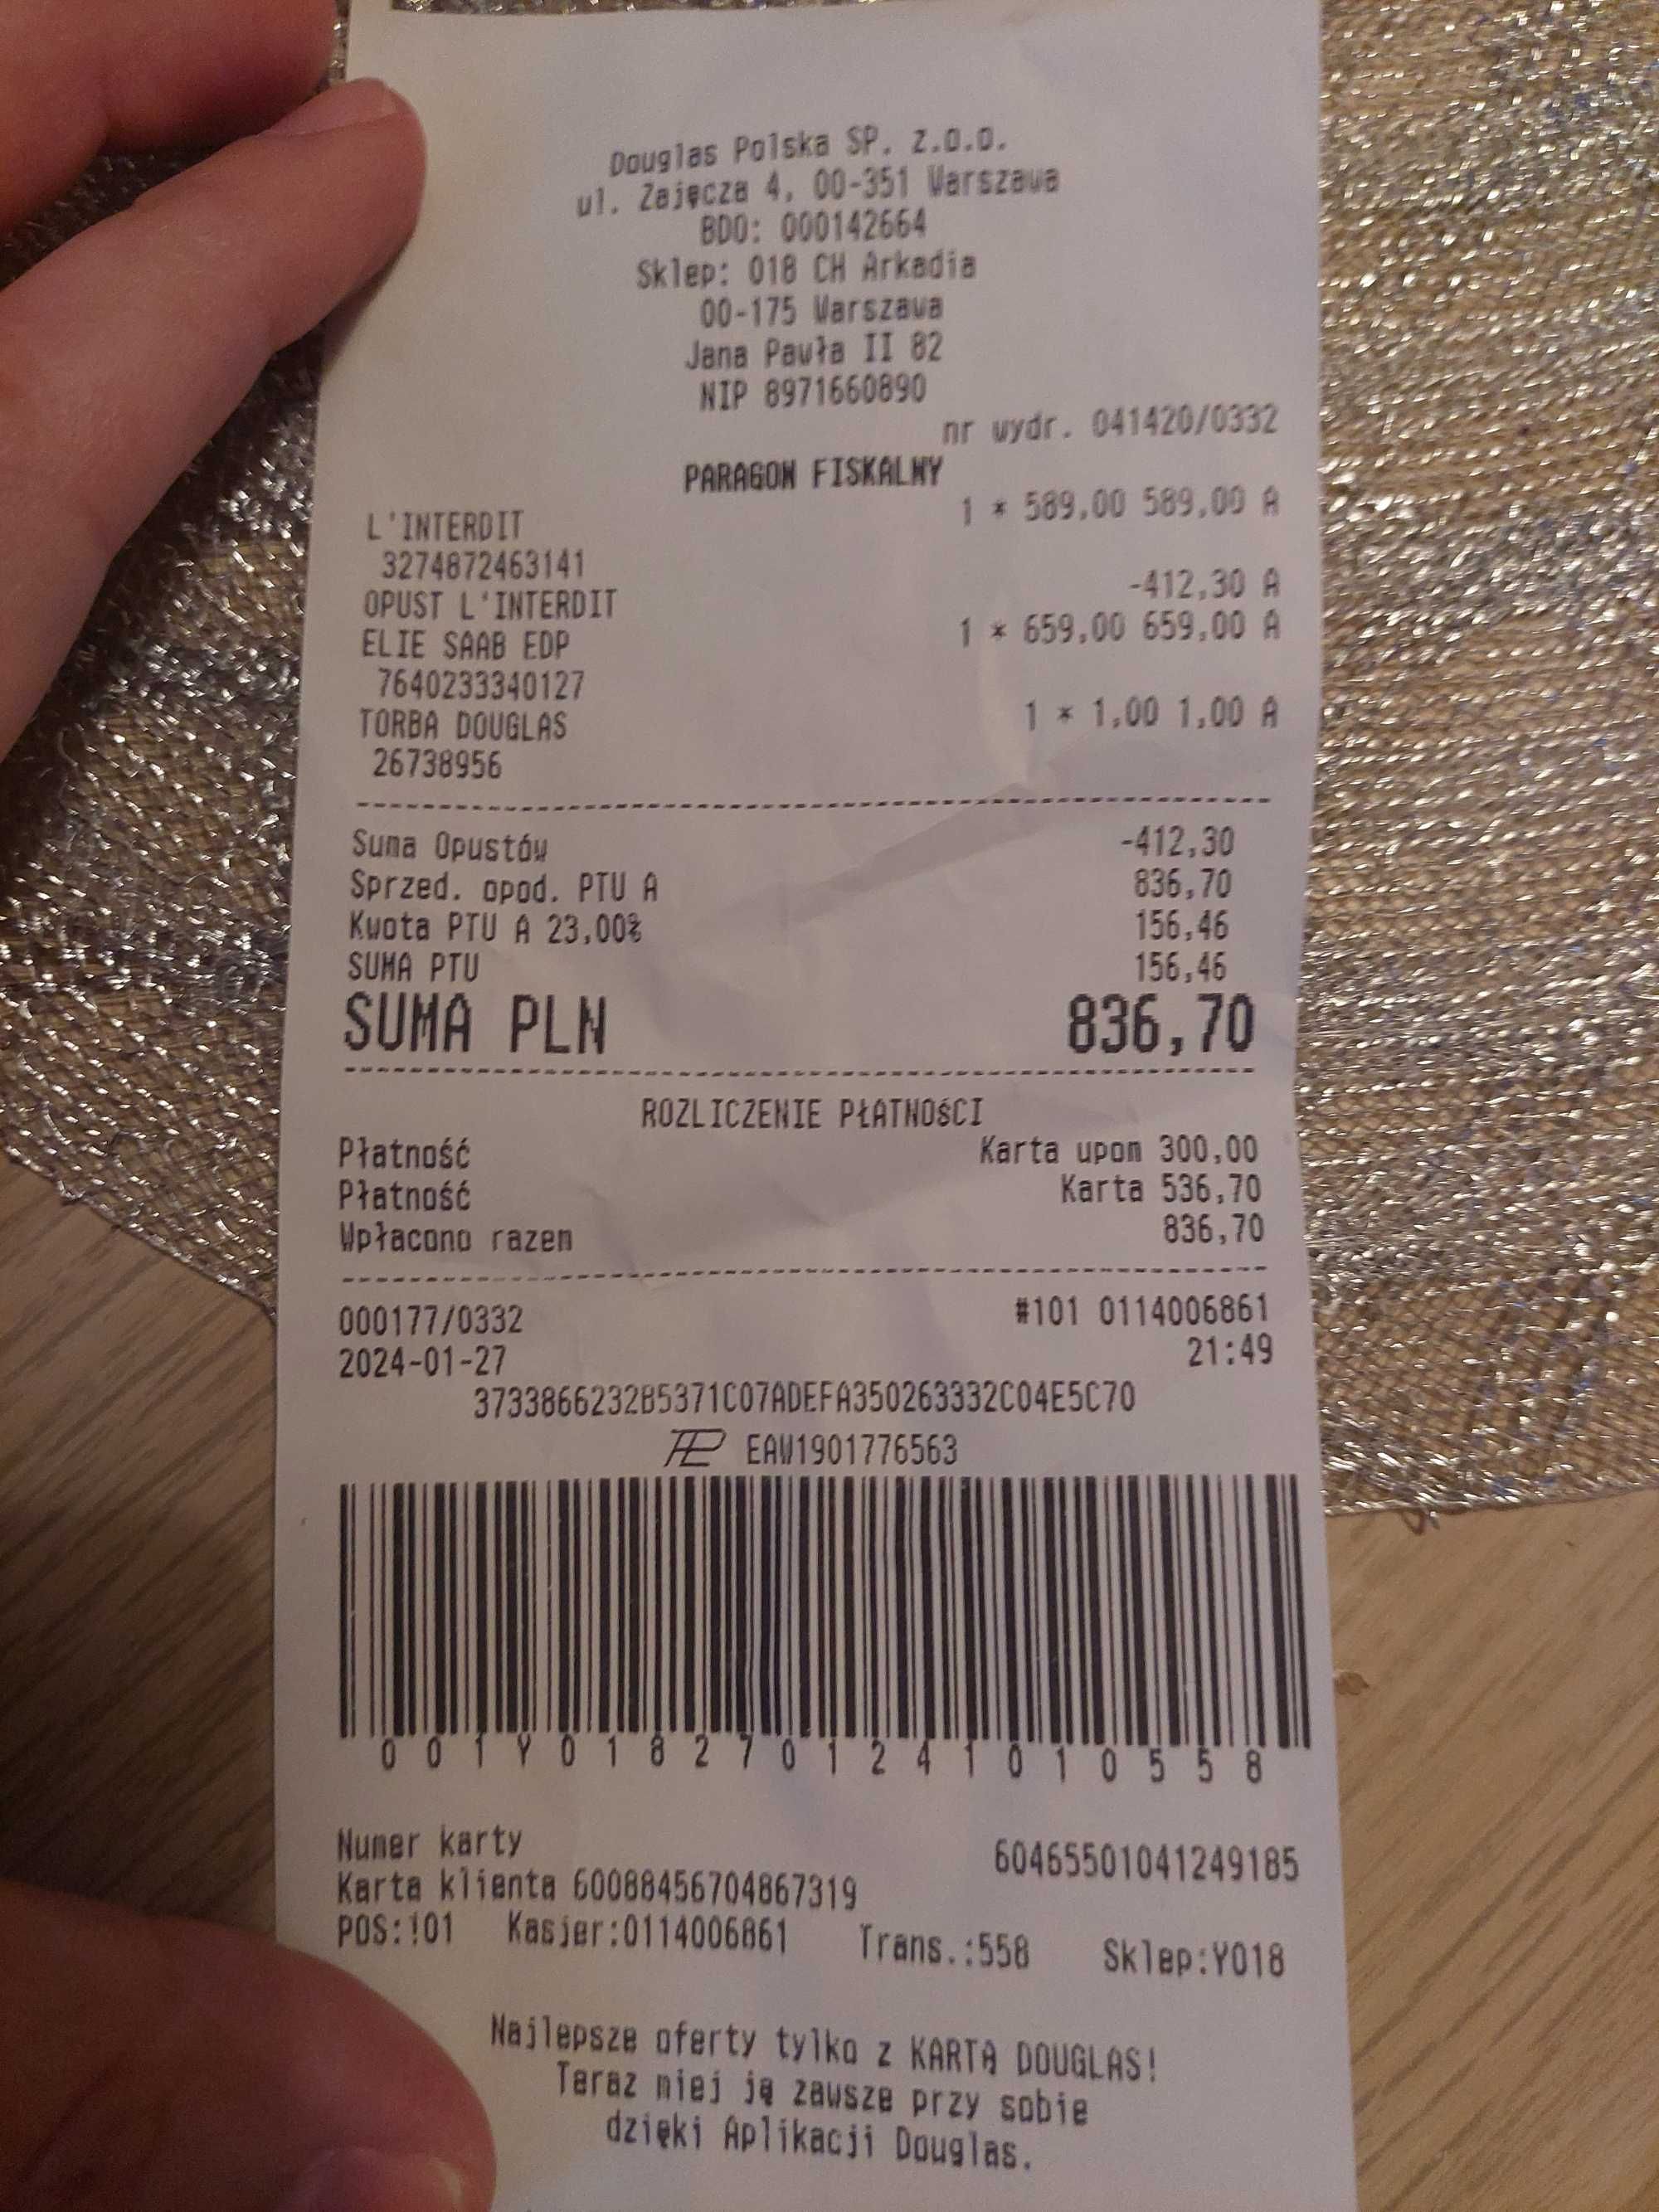 Douglas Polska SP. z.o.o.
ul. Zajęcza 4, 00-351 Warszawa
BDO: 000142664
Sklep: 018 CH Arkadia
00-175 Warszawa
Jana Pawła II 82
NIP 8971660890
nr wydr. 041420/0332
PARAGON FISKALNY
L'INTERDIT 1 * 589,00 589,00 A
3274872463141
OPUST L'INTERDIT -412,30 A
ELIE SAAB EDP 1 * 659,00 659,00 A
7640233340127
TORBA DOUGLAS 1 * 1,00 1,00 A
26738956
Suma Opustów -412,30
Sprzed. opod. PTU A 836,70
Kwota PTU A 23,00% 156,46
SUMA PTU 156,46
SUMA PLN 836,70
ROZLICZENIE PŁATNOŚCI
Płatność Karta upom 300,00
Płatność Karta 536,70
Wpłacono razem 836,70
000177/0332 #101 0114006861
2024-01-27 21:49
3733866232B5371C07ADEFA350263332C04E5C70
EAW1901776563
001Y0182701241010558
Numer karty 60465501041249185
Karta klienta 60088456704867319
POS:101 Kasjer:0114006861 Trans.:558 Sklep:Y018
Najlepsze oferty tylko z KARTĄ DOUGLAS!
Teraz miej ją zawsze przy sobie
dzięki Aplikacji Douglas.